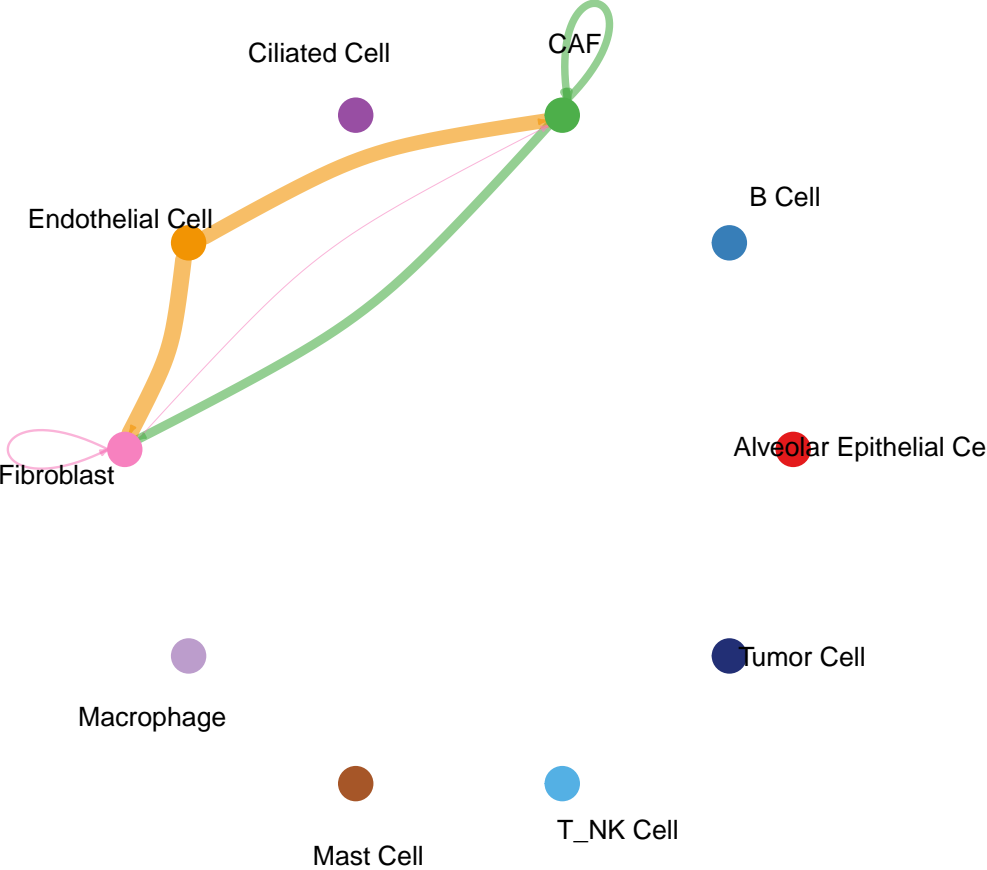 CAF
Ciliated Cell
B Cell
Endothelial Cell
Alveolar Epithelial Ce
Fibroblast
Tumor Cell
Macrophage
T_NK Cell
Mast Cell